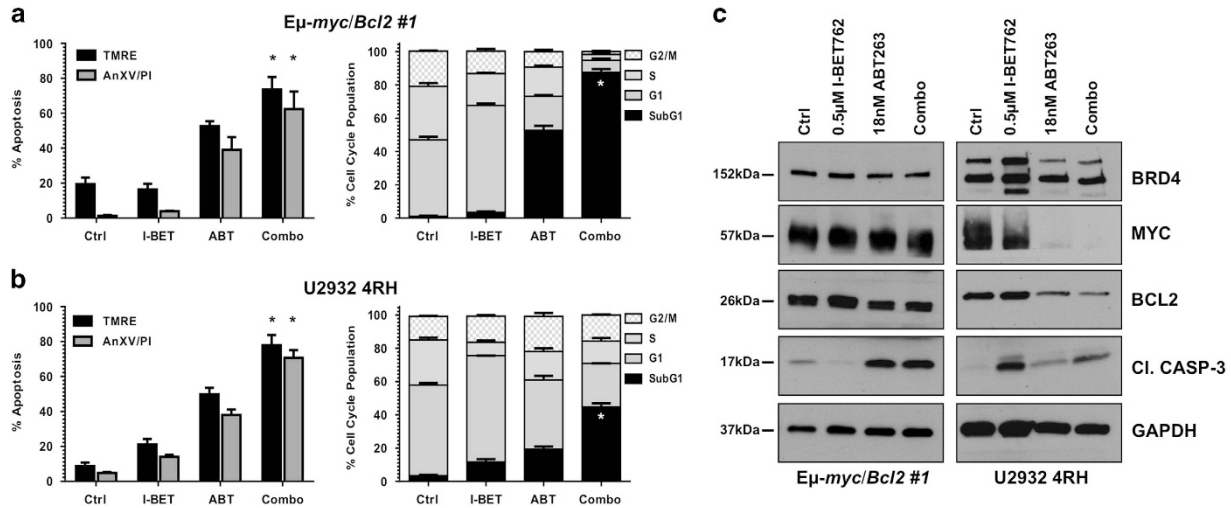 a
Eμ-myc/Bcl2 #1
% Apoptosis
100
80
60
40
20
0
TMRE
AnXV/PI
* *
Ctrl I-BET ABT Combo
% Cell Cycle Population
100
80
60
40
20
0
*
G2/M
S
G1
SubG1
Ctrl I-BET ABT Combo
b
U2932 4RH
% Apoptosis
100
80
60
40
20
0
TMRE
AnXV/PI
* *
Ctrl I-BET ABT Combo
% Cell Cycle Population
100
80
60
40
20
0
*
G2/M
S
G1
SubG1
Ctrl I-BET ABT Combo
c
Ctrl
0.5μM I-BET762
18nM ABT263
Combo
Ctrl
0.5μM I-BET762
18nM ABT263
Combo
152kDa BRD4
57kDa MYC
26kDa BCL2
17kDa Cl. CASP-3
37kDa GAPDH
Eμ-myc/Bcl2 #1 U2932 4RH